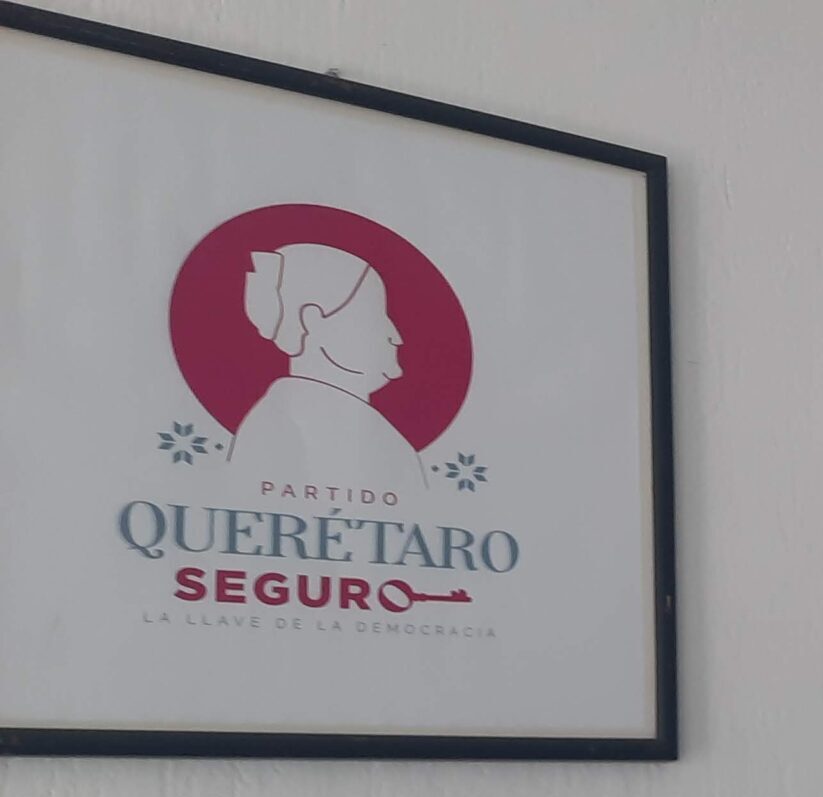 PARTIDO
QUERÉTARO
SEGURO
LA LLAVE DE LA DEMOCRACIA